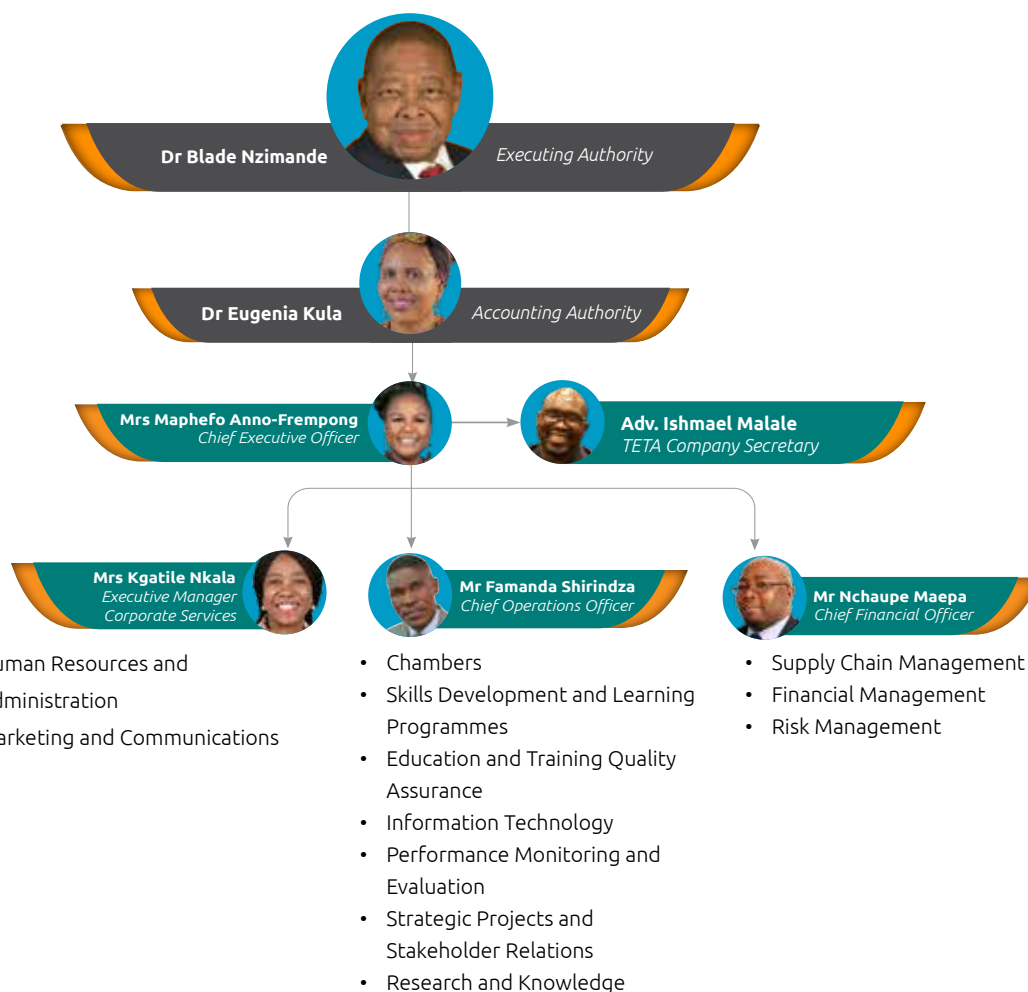 Dr Blade Nzimande
Executing Authority
Dr Eugenia Kula
Accounting Authority
Mrs Maphefo Anno-Frempong
Chief Executive Officer
Adv. Ishmael Malale
TETA Company Secretary
Mrs Kgatile Nkala
Executive Manager
Corporate Services
uman Resources and
dministration
arketing and Communications
Mr Famanda Shirindza
Chief Operations Officer
• Chambers
• Skills Development and Learning
Programmes
• Education and Training Quality
Assurance
• Information Technology
• Performance Monitoring and
Evaluation
• Strategic Projects and
Stakeholder Relations
• Research and Knowledge
Mr Nchaupe Maepa
Chief Financial Officer
• Supply Chain Management
• Financial Management
• Risk Management